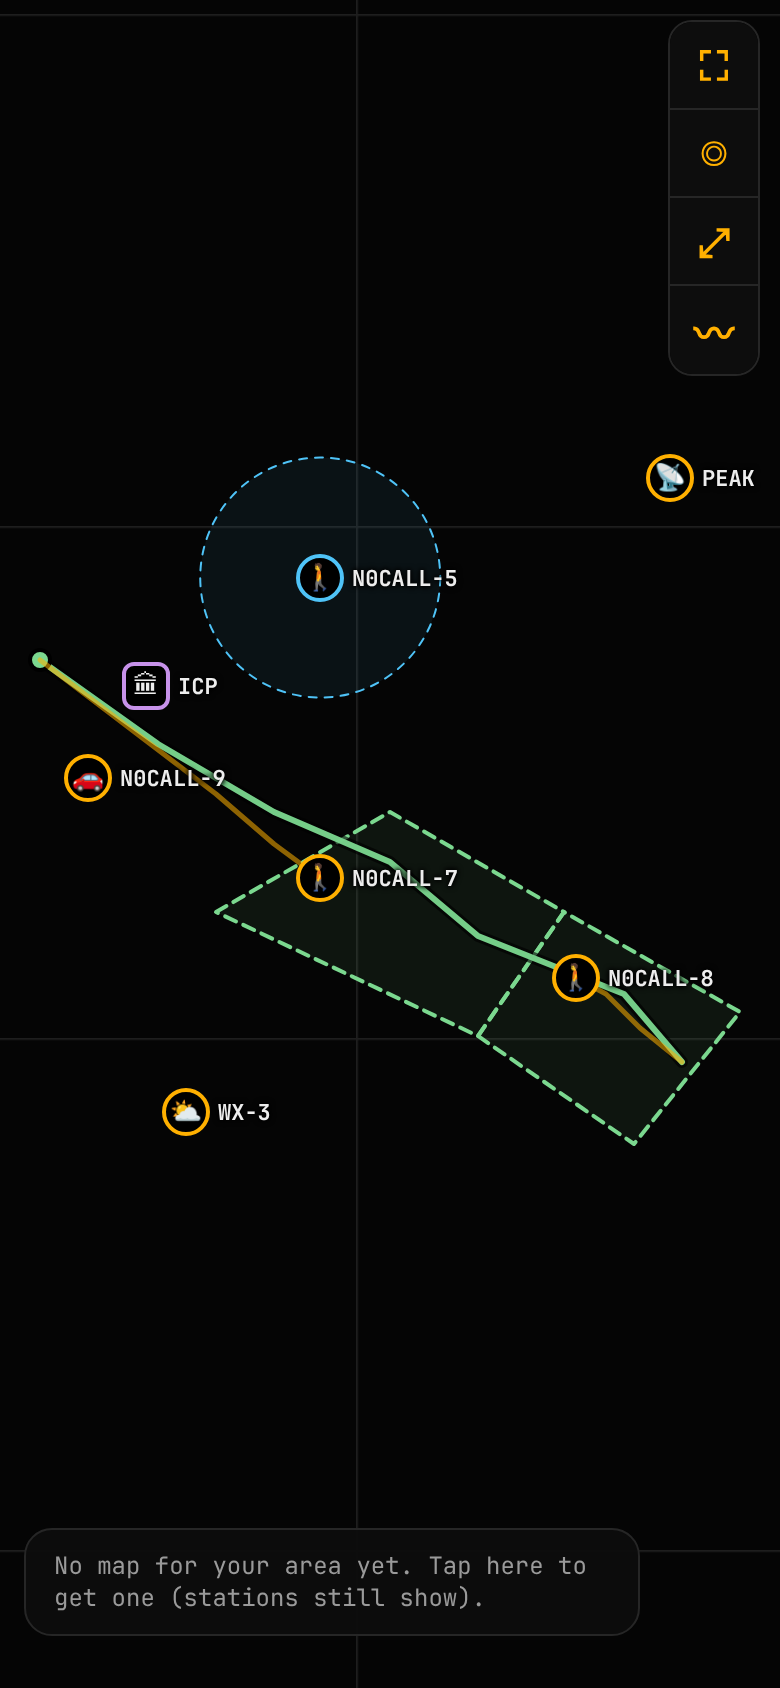 PEAK
N0CALL-5
ICP
N0CALL-9
N0CALL-7
N0CALL-8
WX-3
No map for your area yet. Tap here to
get one (stations still show).